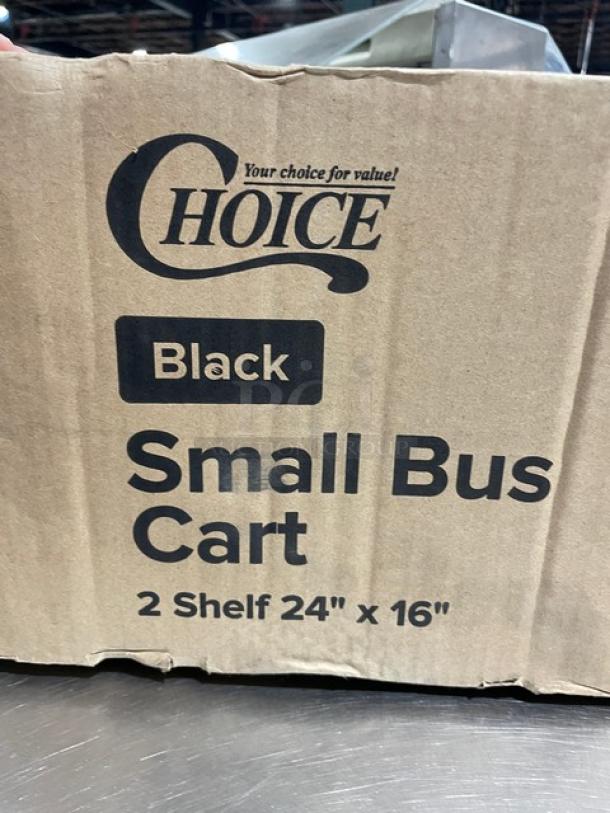 Your choice for value!
CHOICE
Black
Small Bus
Cart
2 Shelf 24" x 16"